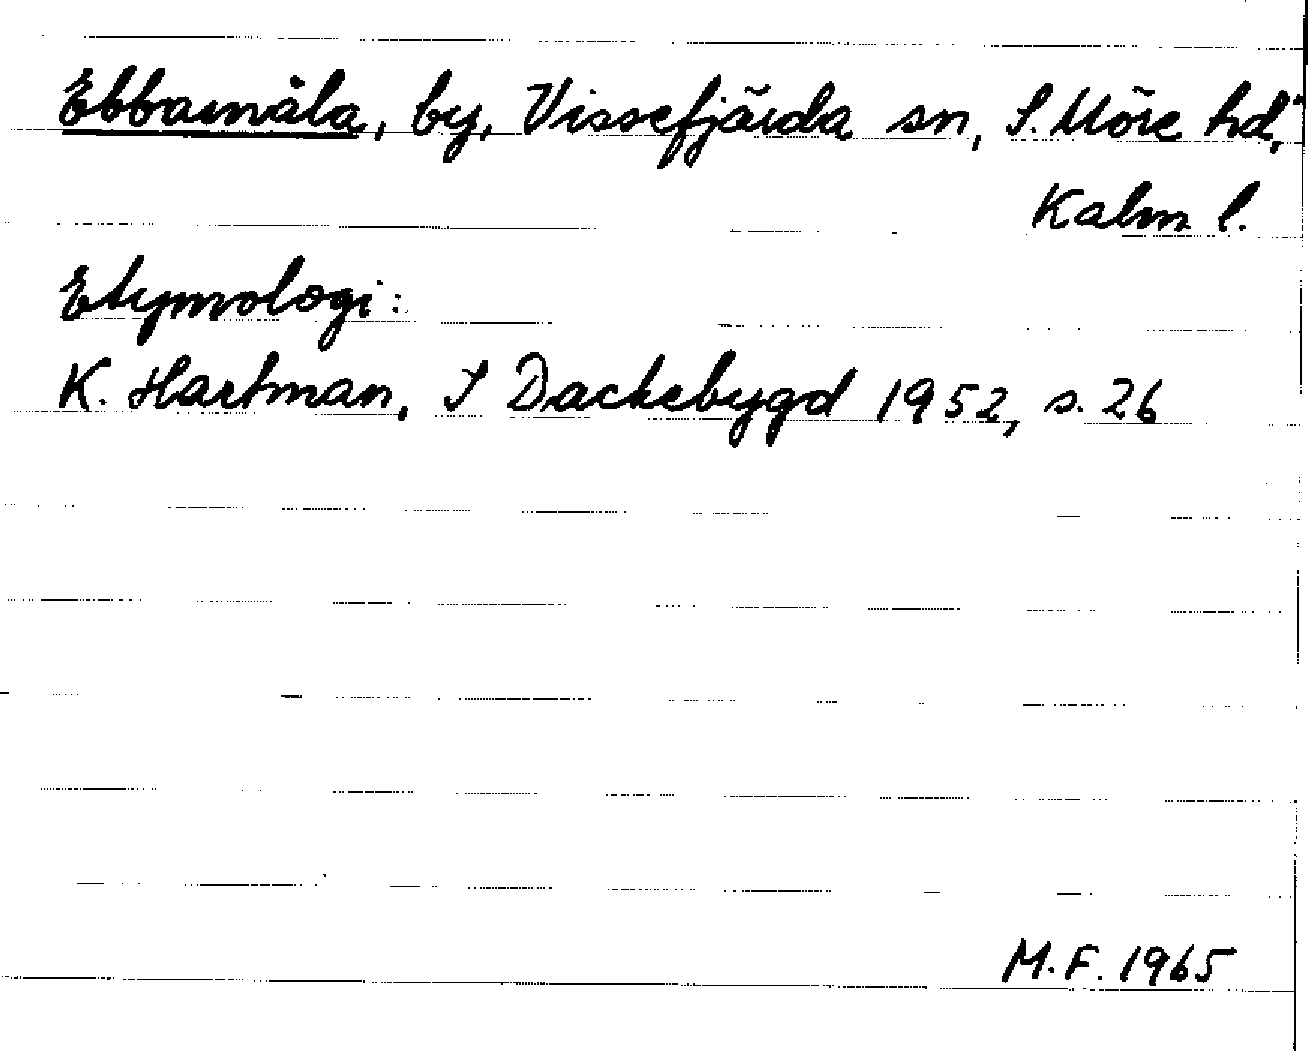 Ebbamåla, by, Vissefjärda sn, S. Möre hd,
Kalm l.
Etymologi:
K. Hartman, I Dackebygd 1952, s. 26
M.F. 1965